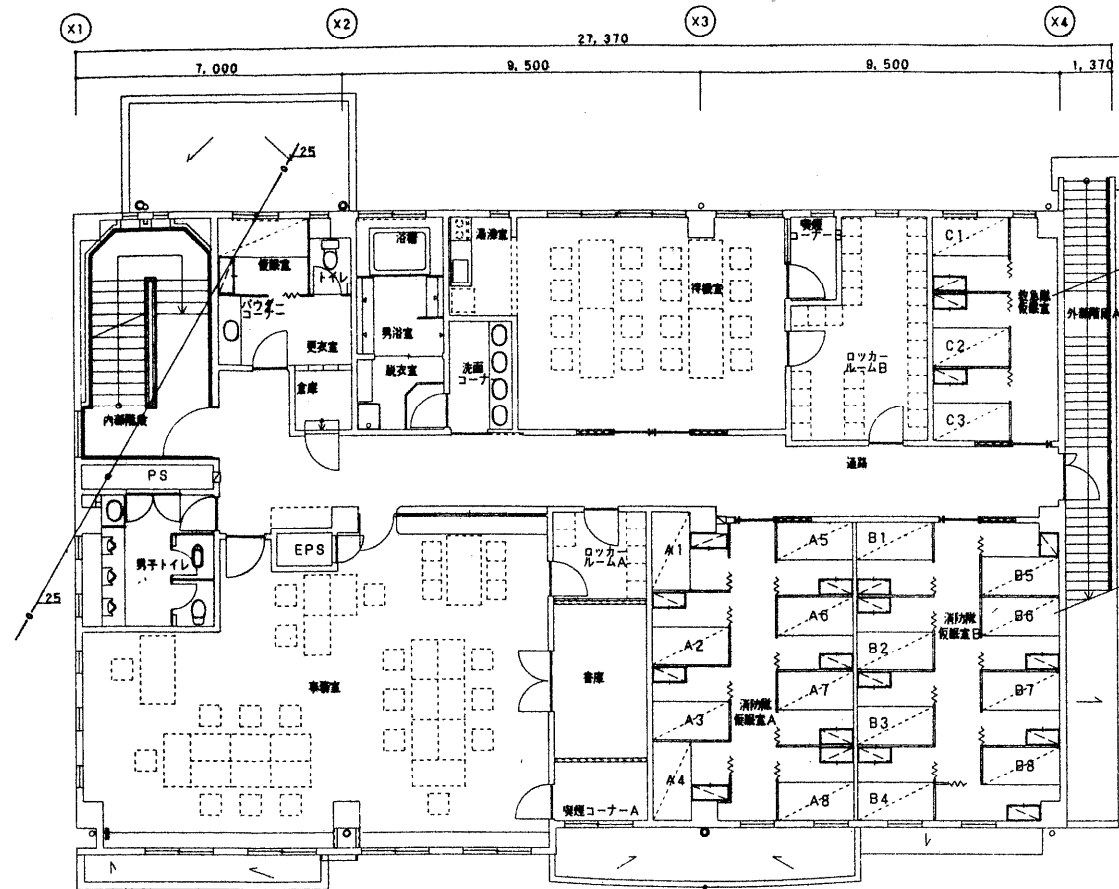 X1 X2 X3 X4
27,370
7,000 9,500 9,500 1,370
25
浴槽
湯沸室
喫煙
コーナー
C1
仮眠室
トイレ
待機室
救急隊
仮眠室
外部階段A
パウダー
コーナー
男浴室
更衣室
脱衣室
洗面
コーナー
ロッカー
ルームB
C2
倉庫
C3
内部階段
通路
PS
EPS
ロッカー
ルームA
A1
A5
B1
男子トイレ
B5
25
A6
消防隊
仮眠室B
B6
A2
B2
事務室
書庫
A7
B7
消防隊
仮眠室A
A3
B3
A4
B8
喫煙コーナーA
A8
B4